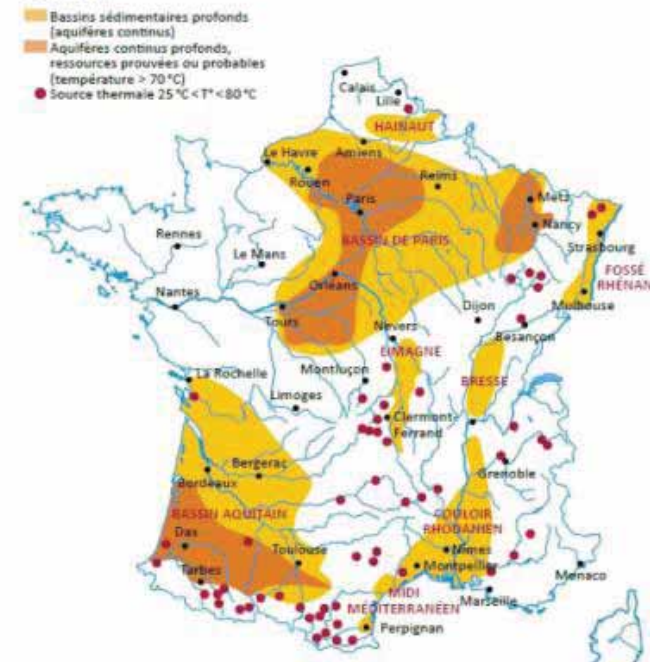 Bassins sédimentaires profonds
(aquifères continus)
Aquifères continus profonds,
ressources prouvées ou probables
(température > 70 °C)
Source thermale 25 °C < T° < 80 °C
Calais
Lille
HAINAUT
Le Havre
Amiens
Rouen
Reims
Paris
Metz
Nancy
BASSIN DE PARIS
Strasbourg
Rennes
Le Mans
FOSSÉ
RHÉNAN
Orléans
Mulhouse
Nantes
Tours
Dijon
Nevers
Besançon
LIMAGNE
La Rochelle
Montluçon
BRESSE
Limoges
Clermont-
Ferrand
Bergerac
Grenoble
Bordeaux
BASSIN AQUITAIN
COULOIR
RHODANIEN
Dax
Toulouse
Nîmes
Montpellier
Tarbes
Menaco
MIDI
MÉDITERRANÉEN
Marseille
Perpignan